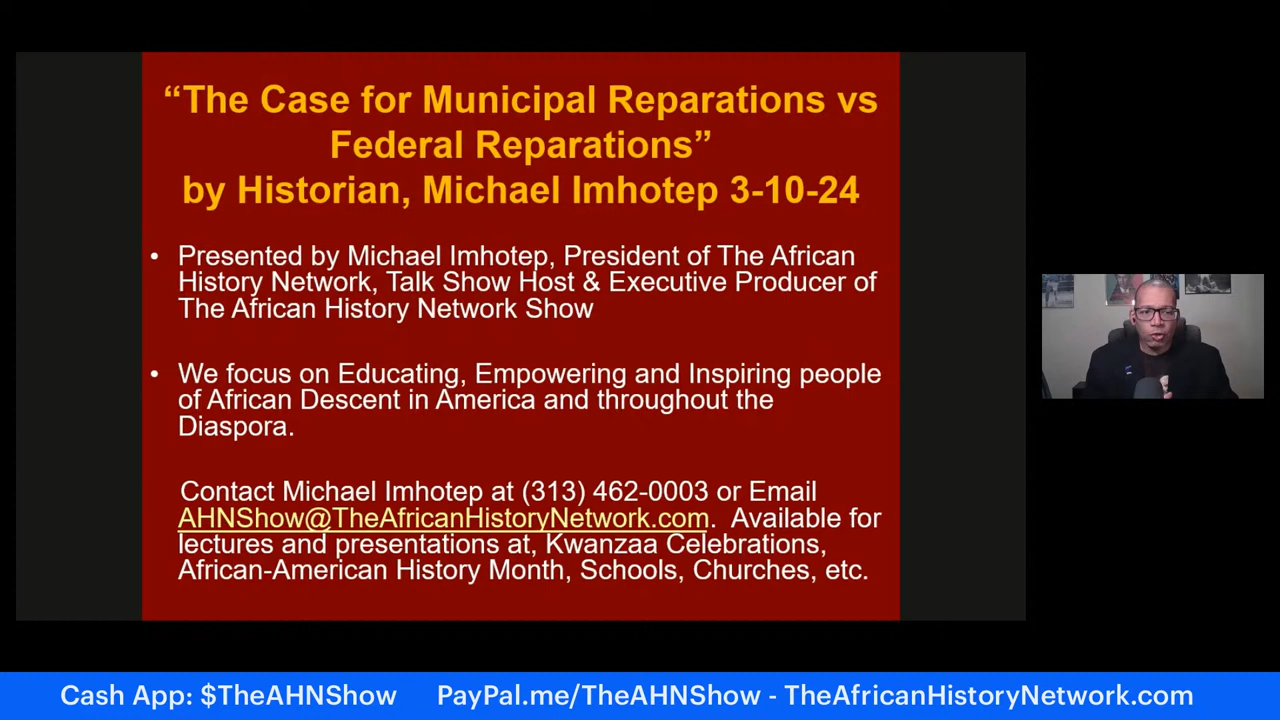 “The Case for Municipal Reparations vs
Federal Reparations”
by Historian, Michael Imhotep 3-10-24
• Presented by Michael Imhotep, President of The African
History Network, Talk Show Host & Executive Producer of
The African History Network Show
• We focus on Educating, Empowering and Inspiring people
of African Descent in America and throughout the
Diaspora.
Contact Michael Imhotep at (313) 462-0003 or Email
AHNShow@TheAfricanHistoryNetwork.com. Available for
lectures and presentations at, Kwanzaa Celebrations,
African-American History Month, Schools, Churches, etc.
Cash App: $TheAHNShow PayPal.me/TheAHNShow - TheAfricanHistoryNetwork.com